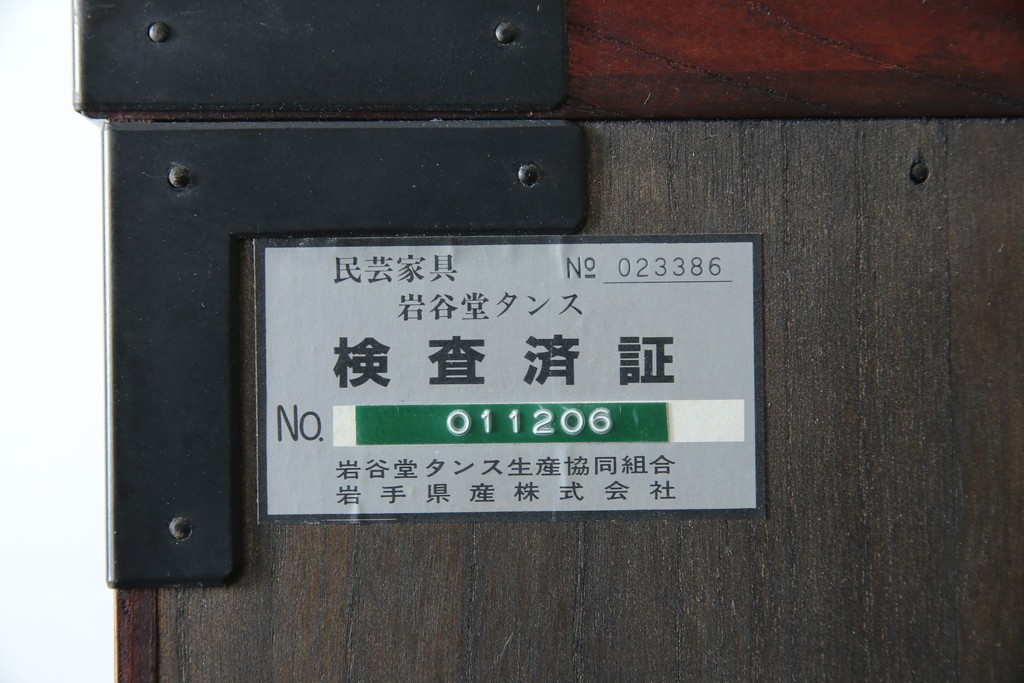 民芸家具 № 023386
岩谷堂タンス
検査済証
No. 011206
岩谷堂タンス生産協同組合
岩手県産株式会社